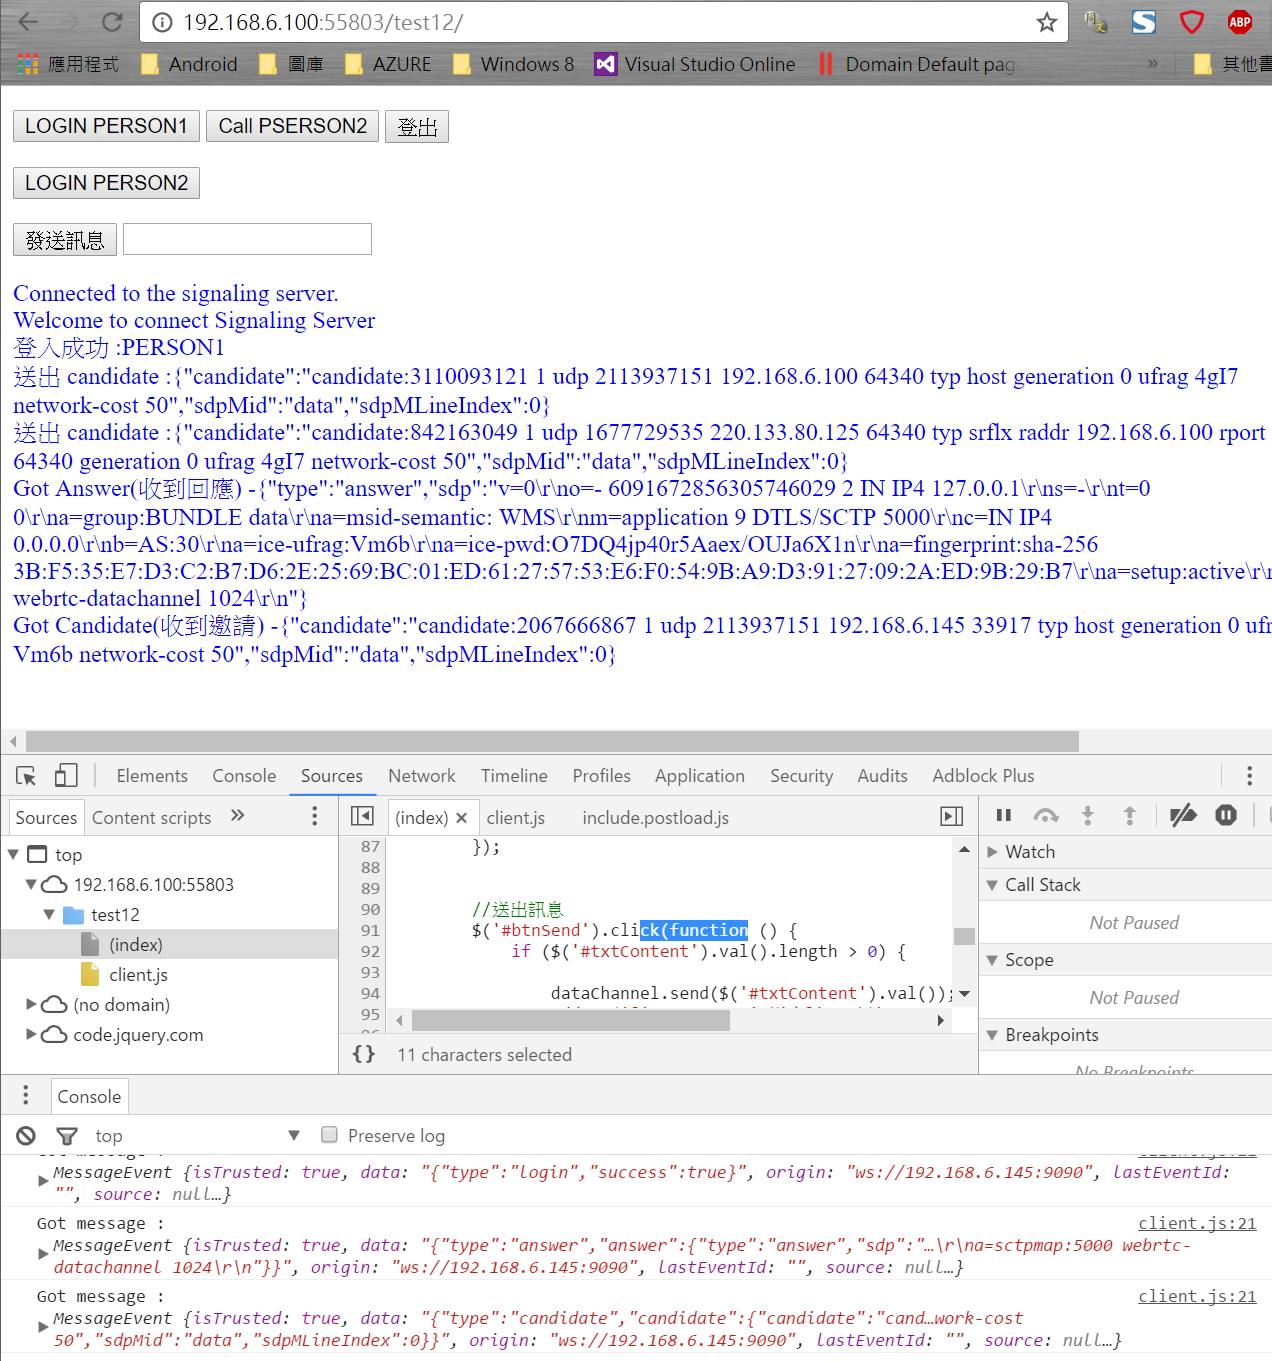 192.168.6.100:55803/test12/
ABP
應用程式 Android 圖庫 AZURE Windows 8 Visual Studio Online Domain Default pag » 其他書
LOGIN PERSON1 Call PSERSON2 登出
LOGIN PERSON2
發送訊息
Connected to the signaling server.
Welcome to connect Signaling Server
登入成功 :PERSON1
送出 candidate :{"candidate":"candidate:3110093121 1 udp 2113937151 192.168.6.100 64340 typ host generation 0 ufrag 4gI7
network-cost 50","sdpMid":"data","sdpMLineIndex":0}
送出 candidate :{"candidate":"candidate:842163049 1 udp 1677729535 220.133.80.125 64340 typ srflx raddr 192.168.6.100 rport
64340 generation 0 ufrag 4gI7 network-cost 50","sdpMid":"data","sdpMLineIndex":0}
Got Answer(收到回應) -{"type":"answer","sdp":"v=0\r\no=- 6091672856305746029 2 IN IP4 127.0.0.1\r\ns=-\r\nt=0
0\r\na=group:BUNDLE data\r\na=msid-semantic: WMS\r\nm=application 9 DTLS/SCTP 5000\r\nc=IN IP4
0.0.0.0\r\nb=AS:30\r\na=ice-ufrag:Vm6b\r\na=ice-pwd:O7DQ4jp40r5Aaex/OUJa6X1n\r\na=fingerprint:sha-256
3B:F5:35:E7:D3:C2:B7:D6:2E:25:69:BC:01:ED:61:27:57:53:E6:F0:54:9B:A9:D3:91:27:09:2A:ED:9B:29:B7\r\na=setup:active\r\
webrtc-datachannel 1024\r\n"}
Got Candidate(收到邀請) -{"candidate":"candidate:2067666867 1 udp 2113937151 192.168.6.145 33917 typ host generation 0 ufr
Vm6b network-cost 50","sdpMid":"data","sdpMLineIndex":0}
Elements Console Sources Network Timeline Profiles Application Security Audits Adblock Plus
Sources Content scripts » (index) × client.js include.postload.js
top
192.168.6.100:55803
test12
(index)
client.js
(no domain)
code.jquery.com
87 });
88
89
90 //送出訊息
91 $('#btnSend').click(function () {
92 if ($('#txtContent').val().length > 0) {
93
94 dataChannel.send($('#txtContent').val());
95
{} 11 characters selected
Watch
Call Stack
Not Paused
Scope
Not Paused
Breakpoints
No Breakpoints
Console
top Preserve log
Got message : client.js:21
MessageEvent {isTrusted: true, data: "{"type":"login","success":true}", origin: "ws://192.168.6.145:9090", lastEventId:
"", source: null…}
Got message : client.js:21
MessageEvent {isTrusted: true, data: "{"type":"answer","answer":{"type":"answer","sdp":"…\r\na=sctpmap:5000 webrtc-
datachannel 1024\r\n"}}", origin: "ws://192.168.6.145:9090", lastEventId: "", source: null…}
Got message : client.js:21
MessageEvent {isTrusted: true, data: "{"type":"candidate","candidate":{"candidate":"cand…work-cost
50","sdpMid":"data","sdpMLineIndex":0}}", origin: "ws://192.168.6.145:9090", lastEventId: "", source: null…}